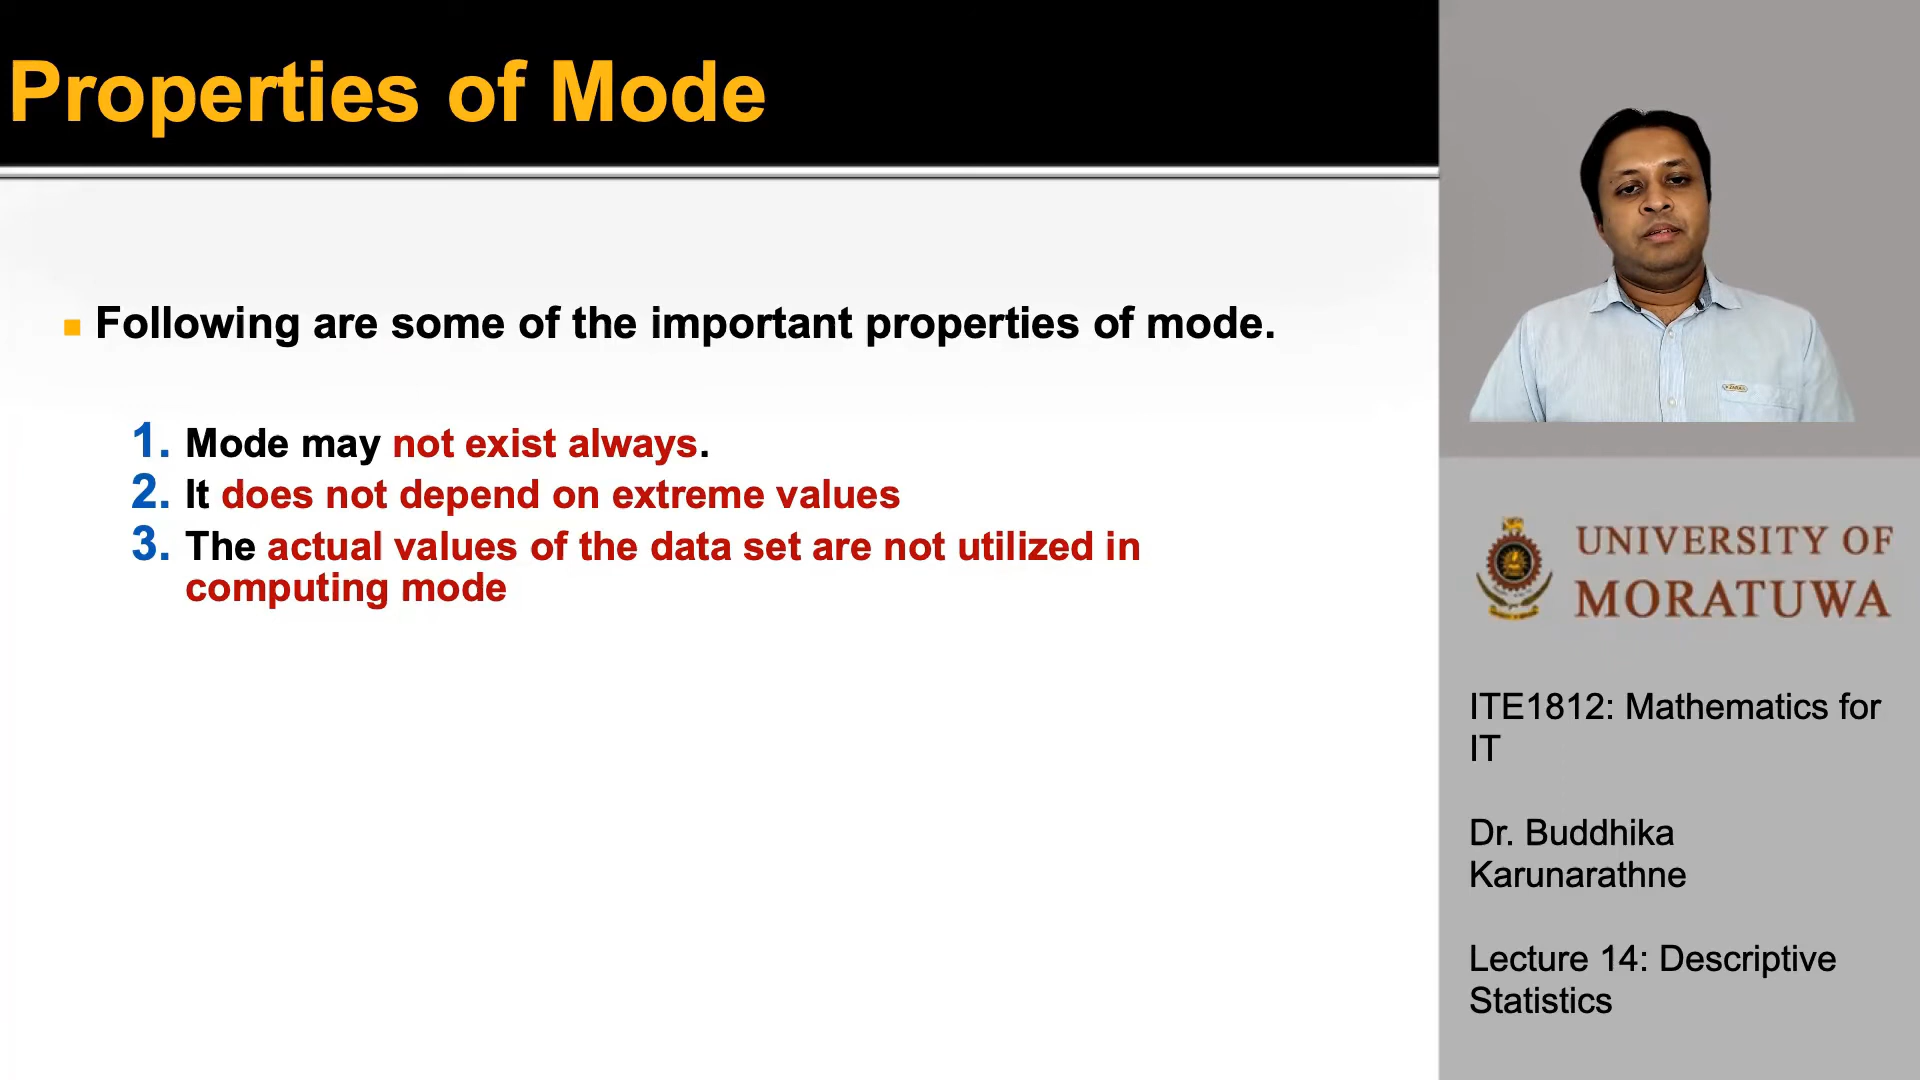 Properties of Mode
Following are some of the important properties of mode.
1. Mode may not exist always.
2. It does not depend on extreme values
3. The actual values of the data set are not utilized in
computing mode
UNIVERSITY OF
MORATUWA
ITE1812: Mathematics for
IT
Dr. Buddhika
Karunarathne
Lecture 14: Descriptive
Statistics